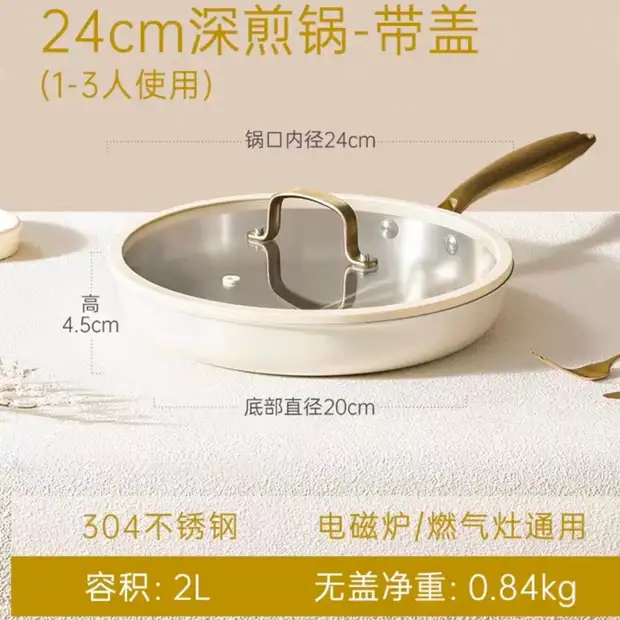 24cm深煎锅-带盖
(1-3人使用)
锅口内径24cm
高
4.5cm
底部直径20cm
304不锈钢
电磁炉/燃气灶通用
容积: 2L
无盖净重: 0.84kg